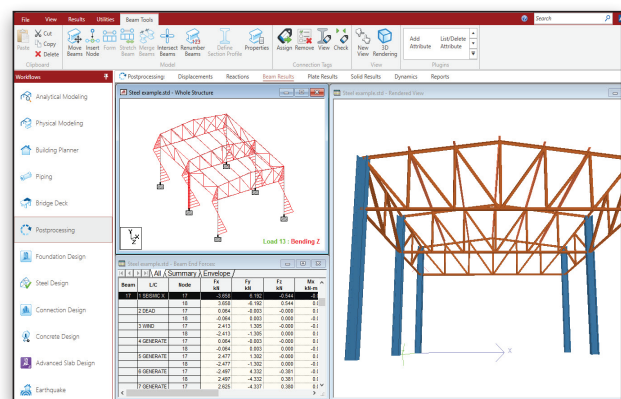 File View Results Utilities Beam Tools Search
Paste Cut Copy Delete Move Beams Insert Node Form Stretch Beam Merge Beams Intersect Beams Renumber Beams Define Section Profile Properties Assign Remove View Check New View 3D Rendering Add Attribute List/Delete Attribute
Clipboard Model Connection Tags View Plugins
Workflows Postprocessing: Displacements Reactions Beam Results Plate Results Solid Results Dynamics Reports
Steel example.std - Whole Structure
Steel example.std - Rendered View
Analytical Modeling
Physical Modeling
Building Planner
Piping
Bridge Deck
Postprocessing
Foundation Design
Steel Design
Connection Design
Concrete Design
Advanced Slab Design
Earthquake
Y
X
Z
Load 13 : Bending Z
X
Steel example.std - Beam End Forces:
All Summary Envelope
Beam L/C Node Fx kN Fy kN Fz kN Mx kN-m
17 1 SEISMIC X 17 -3.658 6.192 -0.544
18 3.658 -6.192 0.544
2 DEAD 17 0.064 -0.003 -0.000
18 -0.064 0.003 0.000
3 WIND 17 2.413 1.305 -0.000
18 -2.413 -1.305 0.000
4 GENERATE 17 0.064 -0.003 -0.000
18 -0.064 0.003 0.000
5 GENERATE 17 2.477 1.302 -0.000
18 -2.477 -1.302 0.000
6 GENERATE 17 -2.497 4.332 -0.381
18 2.497 -4.332 0.381
7 GENERATE 17 2.625 -4.337 0.380